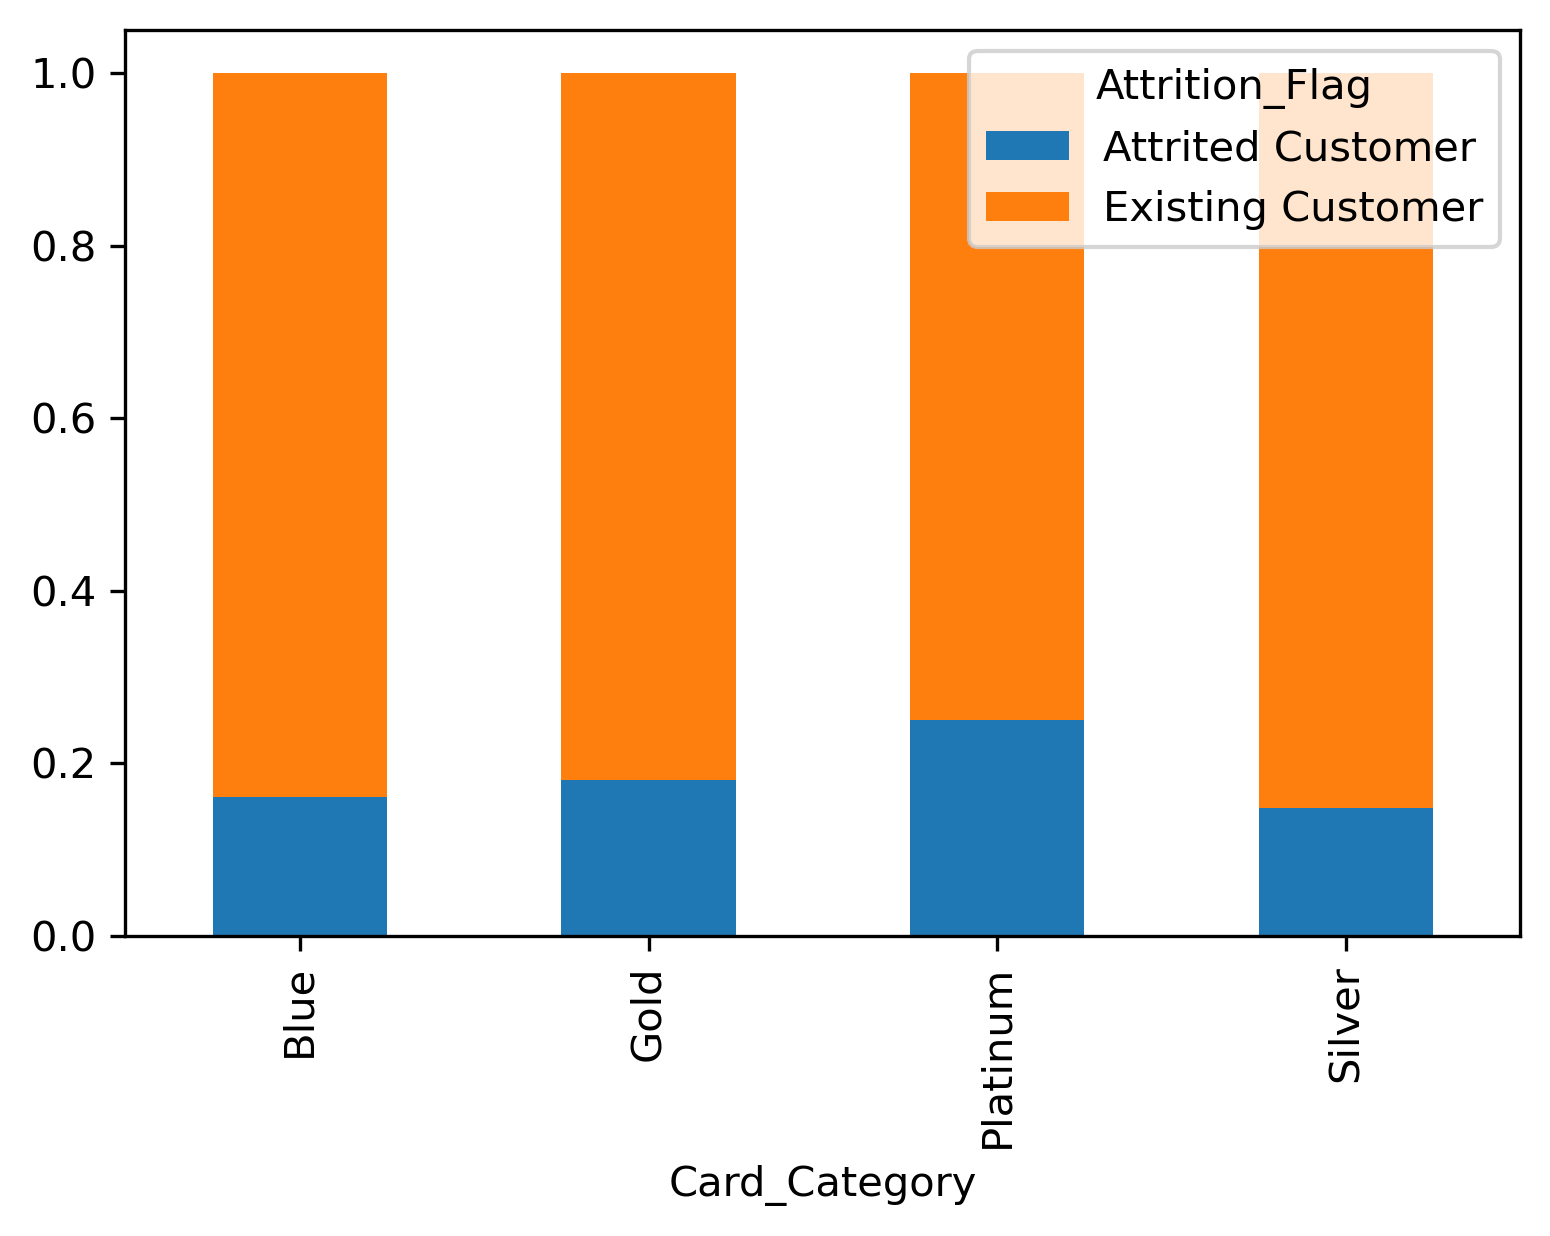 1.0
0.8
0.6
0.4
0.2
0.0
Attrition_Flag
Attrited Customer
Existing Customer
Blue
Gold
Platinum
Silver
Card_Category